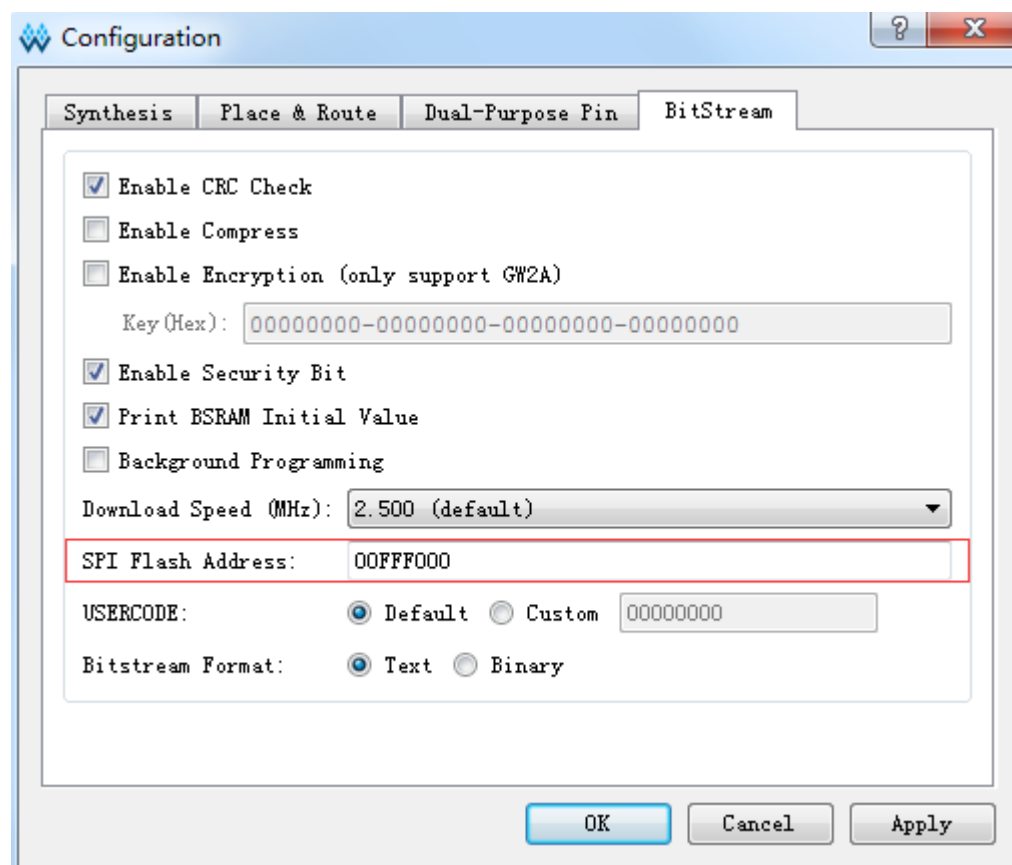 Configuration
Synthesis Place & Route Dual-Purpose Pin BitStream
Enable CRC Check
Enable Compress
Enable Encryption (only support GW2A)
Key(Hex): 00000000-00000000-00000000-00000000
Enable Security Bit
Print BSRAM Initial Value
Background Programming
Download Speed (MHz): 2.500 (default)
SPI Flash Address: 00FFF000
USERCODE: Default Custom 00000000
Bitstream Format: Text Binary
OK Cancel Apply